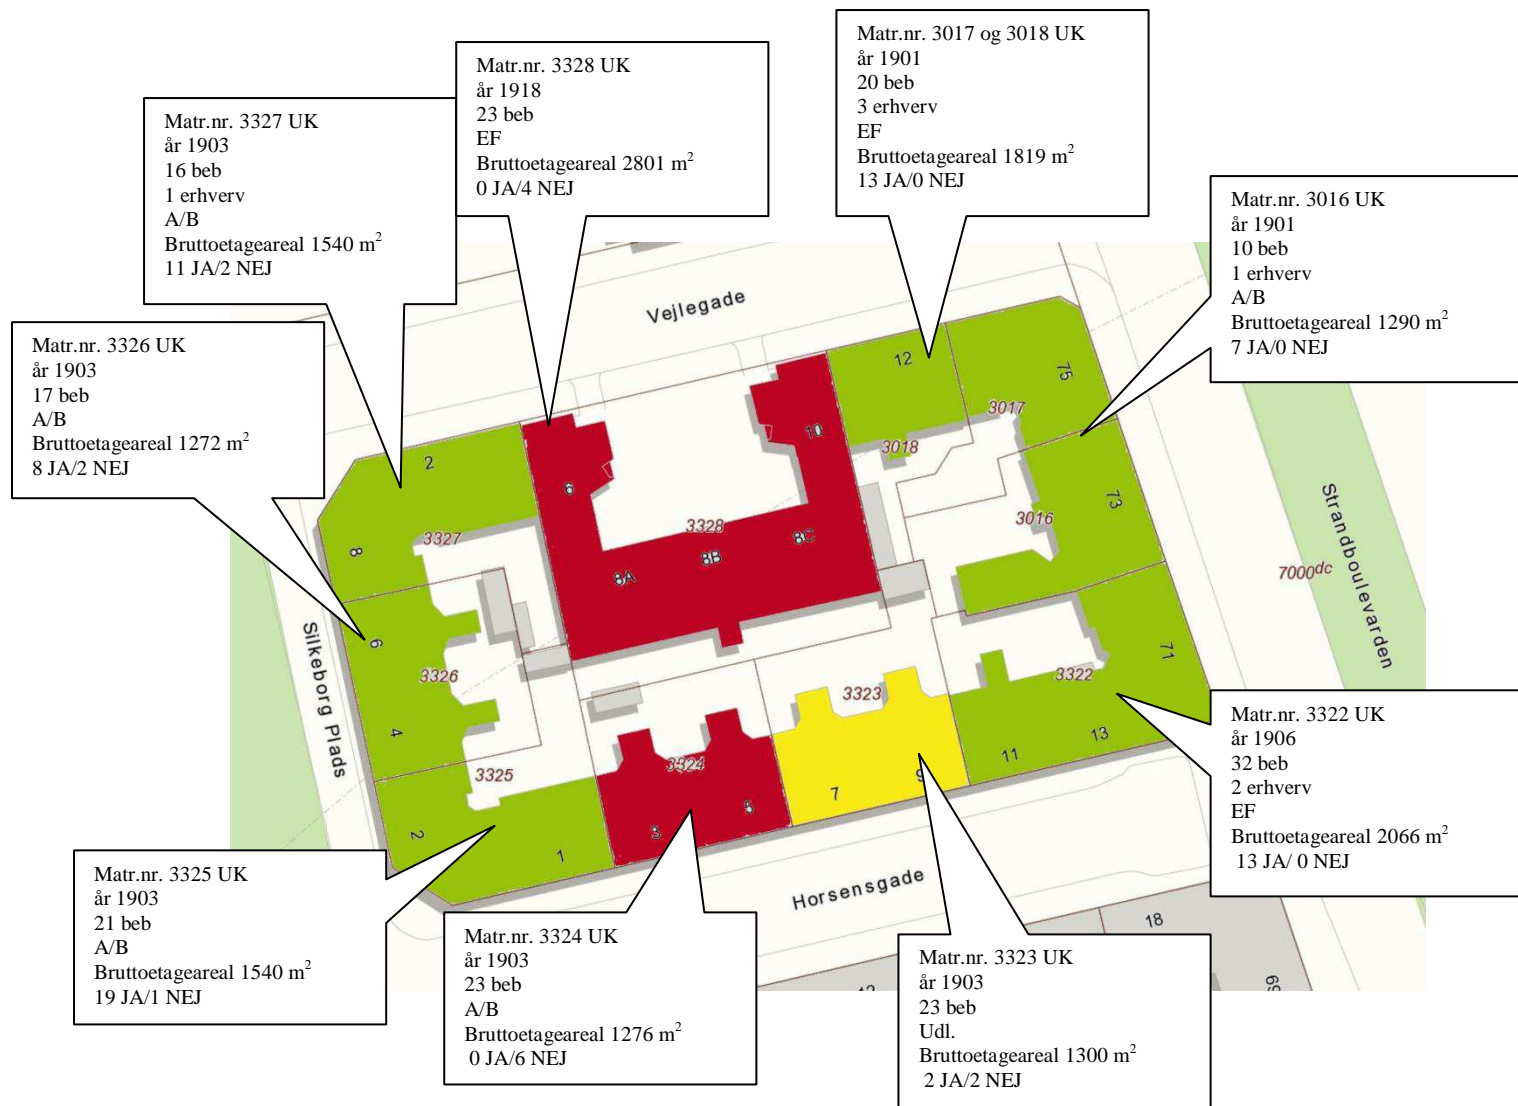 Matr.nr. 3017 og 3018 UK
år 1901
20 beb
3 erhverv
EF
Bruttoetageareal 1819 m²
13 JA/0 NEJ
Matr.nr. 3328 UK
år 1918
23 beb
EF
Bruttoetageareal 2801 m²
0 JA/4 NEJ
Matr.nr. 3327 UK
år 1903
16 beb
1 erhverv
A/B
Bruttoetageareal 1540 m²
11 JA/2 NEJ
Matr.nr. 3016 UK
år 1901
10 beb
1 erhverv
A/B
Bruttoetageareal 1290 m²
7 JA/0 NEJ
Matr.nr. 3326 UK
år 1903
17 beb
A/B
Bruttoetageareal 1272 m²
8 JA/2 NEJ
Vejlegade
12
75
3017
3018
10
2
6
8
3327
3328
8A
8B
8C
3016
73
Strandboulevarden
7000dc
Silkeborg Plads
6
3326
4
3325
2
1
3324
3
5
3323
7
9
3322
71
11
13
Horsensgade
18
12
69
Matr.nr. 3322 UK
år 1906
32 beb
2 erhverv
EF
Bruttoetageareal 2066 m²
13 JA/ 0 NEJ
Matr.nr. 3325 UK
år 1903
21 beb
A/B
Bruttoetageareal 1540 m²
19 JA/1 NEJ
Matr.nr. 3324 UK
år 1903
23 beb
A/B
Bruttoetageareal 1276 m²
0 JA/6 NEJ
Matr.nr. 3323 UK
år 1903
23 beb
Udl.
Bruttoetageareal 1300 m²
2 JA/2 NEJ